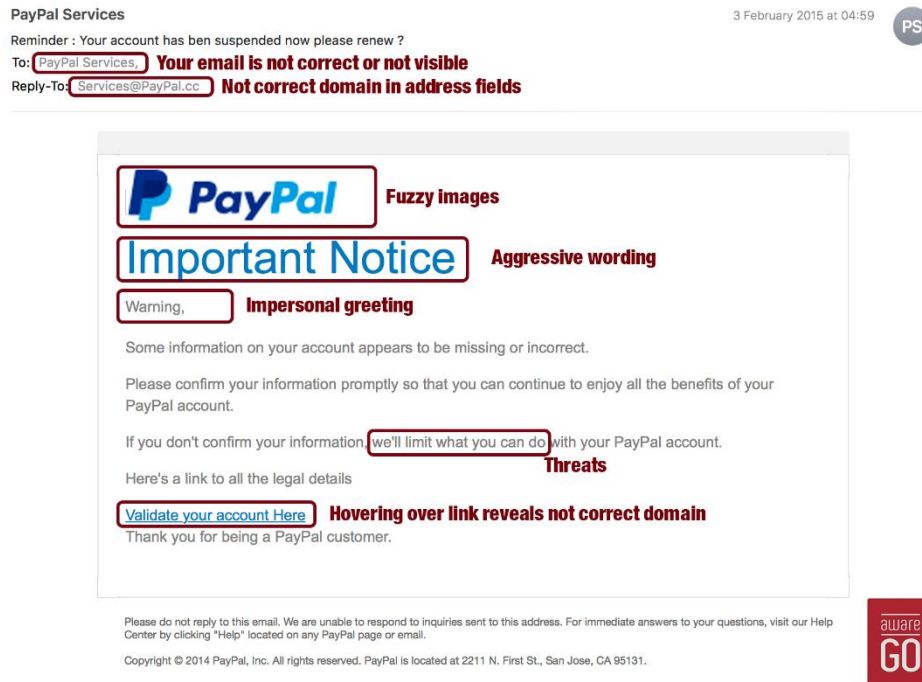 PayPal Services
3 February 2015 at 04:59
PS
Reminder : Your account has ben suspended now please renew ?
To: PayPal Services, Your email is not correct or not visible
Reply-To: Services@PayPal.cc Not correct domain in address fields
PayPal Fuzzy images
Important Notice Aggressive wording
Warning, Impersonal greeting
Some information on your account appears to be missing or incorrect.
Please confirm your information promptly so that you can continue to enjoy all the benefits of your
PayPal account.
If you don't confirm your information, we'll limit what you can do with your PayPal account.
Threats
Here's a link to all the legal details
Validate your account Here Hovering over link reveals not correct domain
Thank you for being a PayPal customer.
Please do not reply to this email. We are unable to respond to inquiries sent to this address. For immediate answers to your questions, visit our Help
Center by clicking "Help" located on any PayPal page or email.
Copyright © 2014 PayPal, Inc. All rights reserved. PayPal is located at 2211 N. First St., San Jose, CA 95131.
aware
GO